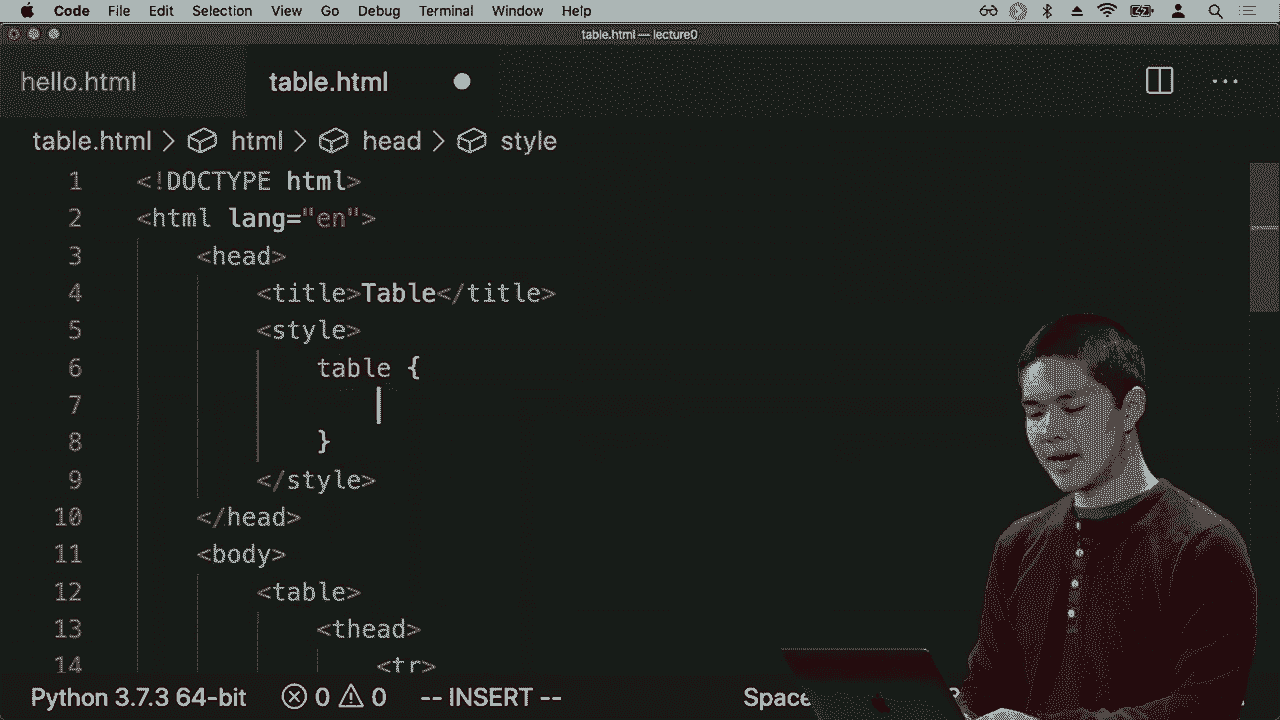 Code File Edit Selection View Go Debug Terminal Window Help
table.html — lecture0
hello.html table.html
table.html > html > head > style
1 <!DOCTYPE html>
2 <html lang="en">
3 <head>
4 <title>Table</title>
5 <style>
6 table {
7
8 }
9 </style>
10 </head>
11 <body>
12 <table>
13 <thead>
14 <tr>
Python 3.7.3 64-bit 0 0 -- INSERT --